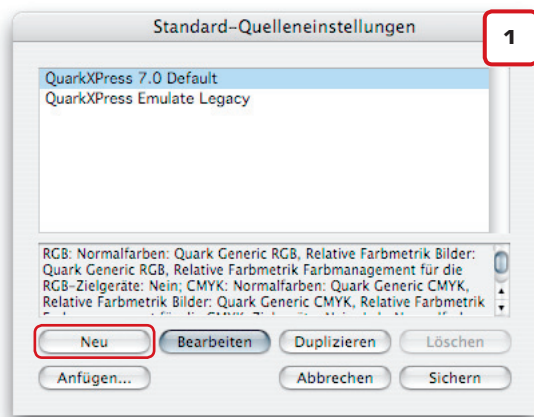 Standard-Quelleneinstellungen
1
QuarkXPress 7.0 Default
QuarkXPress Emulate Legacy
RGB: Normalfarben: Quark Generic RGB, Relative Farbmetrik Bilder:
Quark Generic RGB, Relative Farbmetrik Farbmanagement für die
RGB-Zielgeräte: Nein; CMYK: Normalfarben: Quark Generic CMYK,
Relative Farbmetrik Bilder: Quark Generic CMYK, Relative Farbmetrik
Neu Bearbeiten Duplizieren Löschen
Anfügen... Abbrechen Sichern